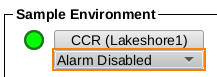 Sample Environment
CCR (Lakeshore1)
Alarm Disabled